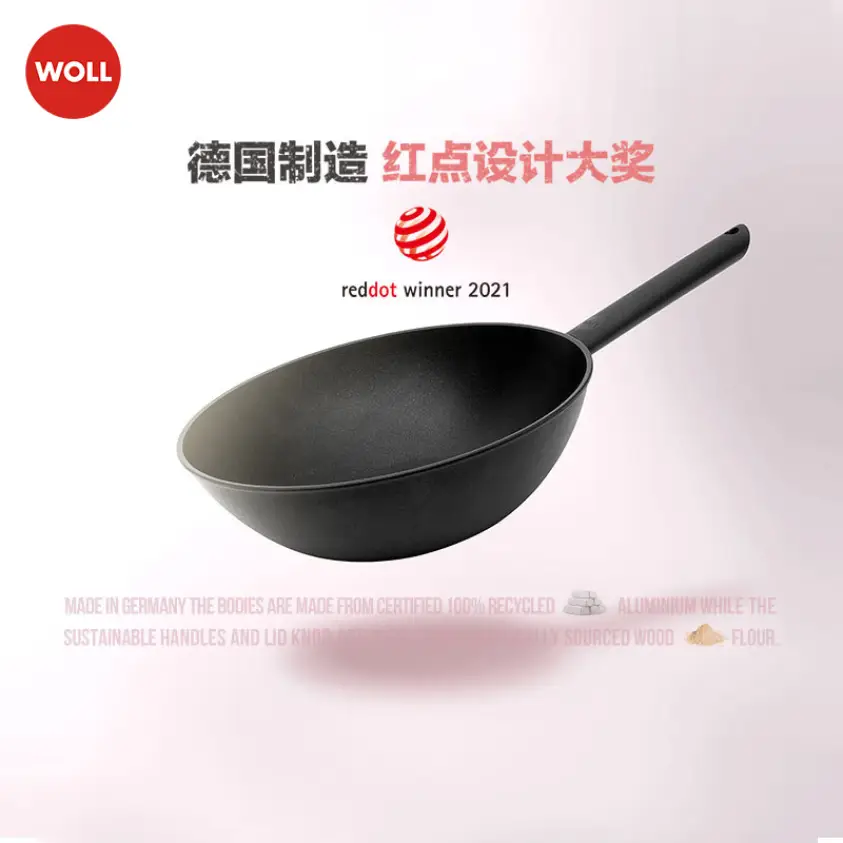 WOLL
德国制造 红点设计大奖
reddot winner 2021
MADE IN GERMANY THE BODIES ARE MADE FROM CERTIFIED 100% RECYCLED ALUMINIUM WHILE THE
SUSTAINABLE HANDLES AND LID KNOB SOURCED WOOD FLOUR.